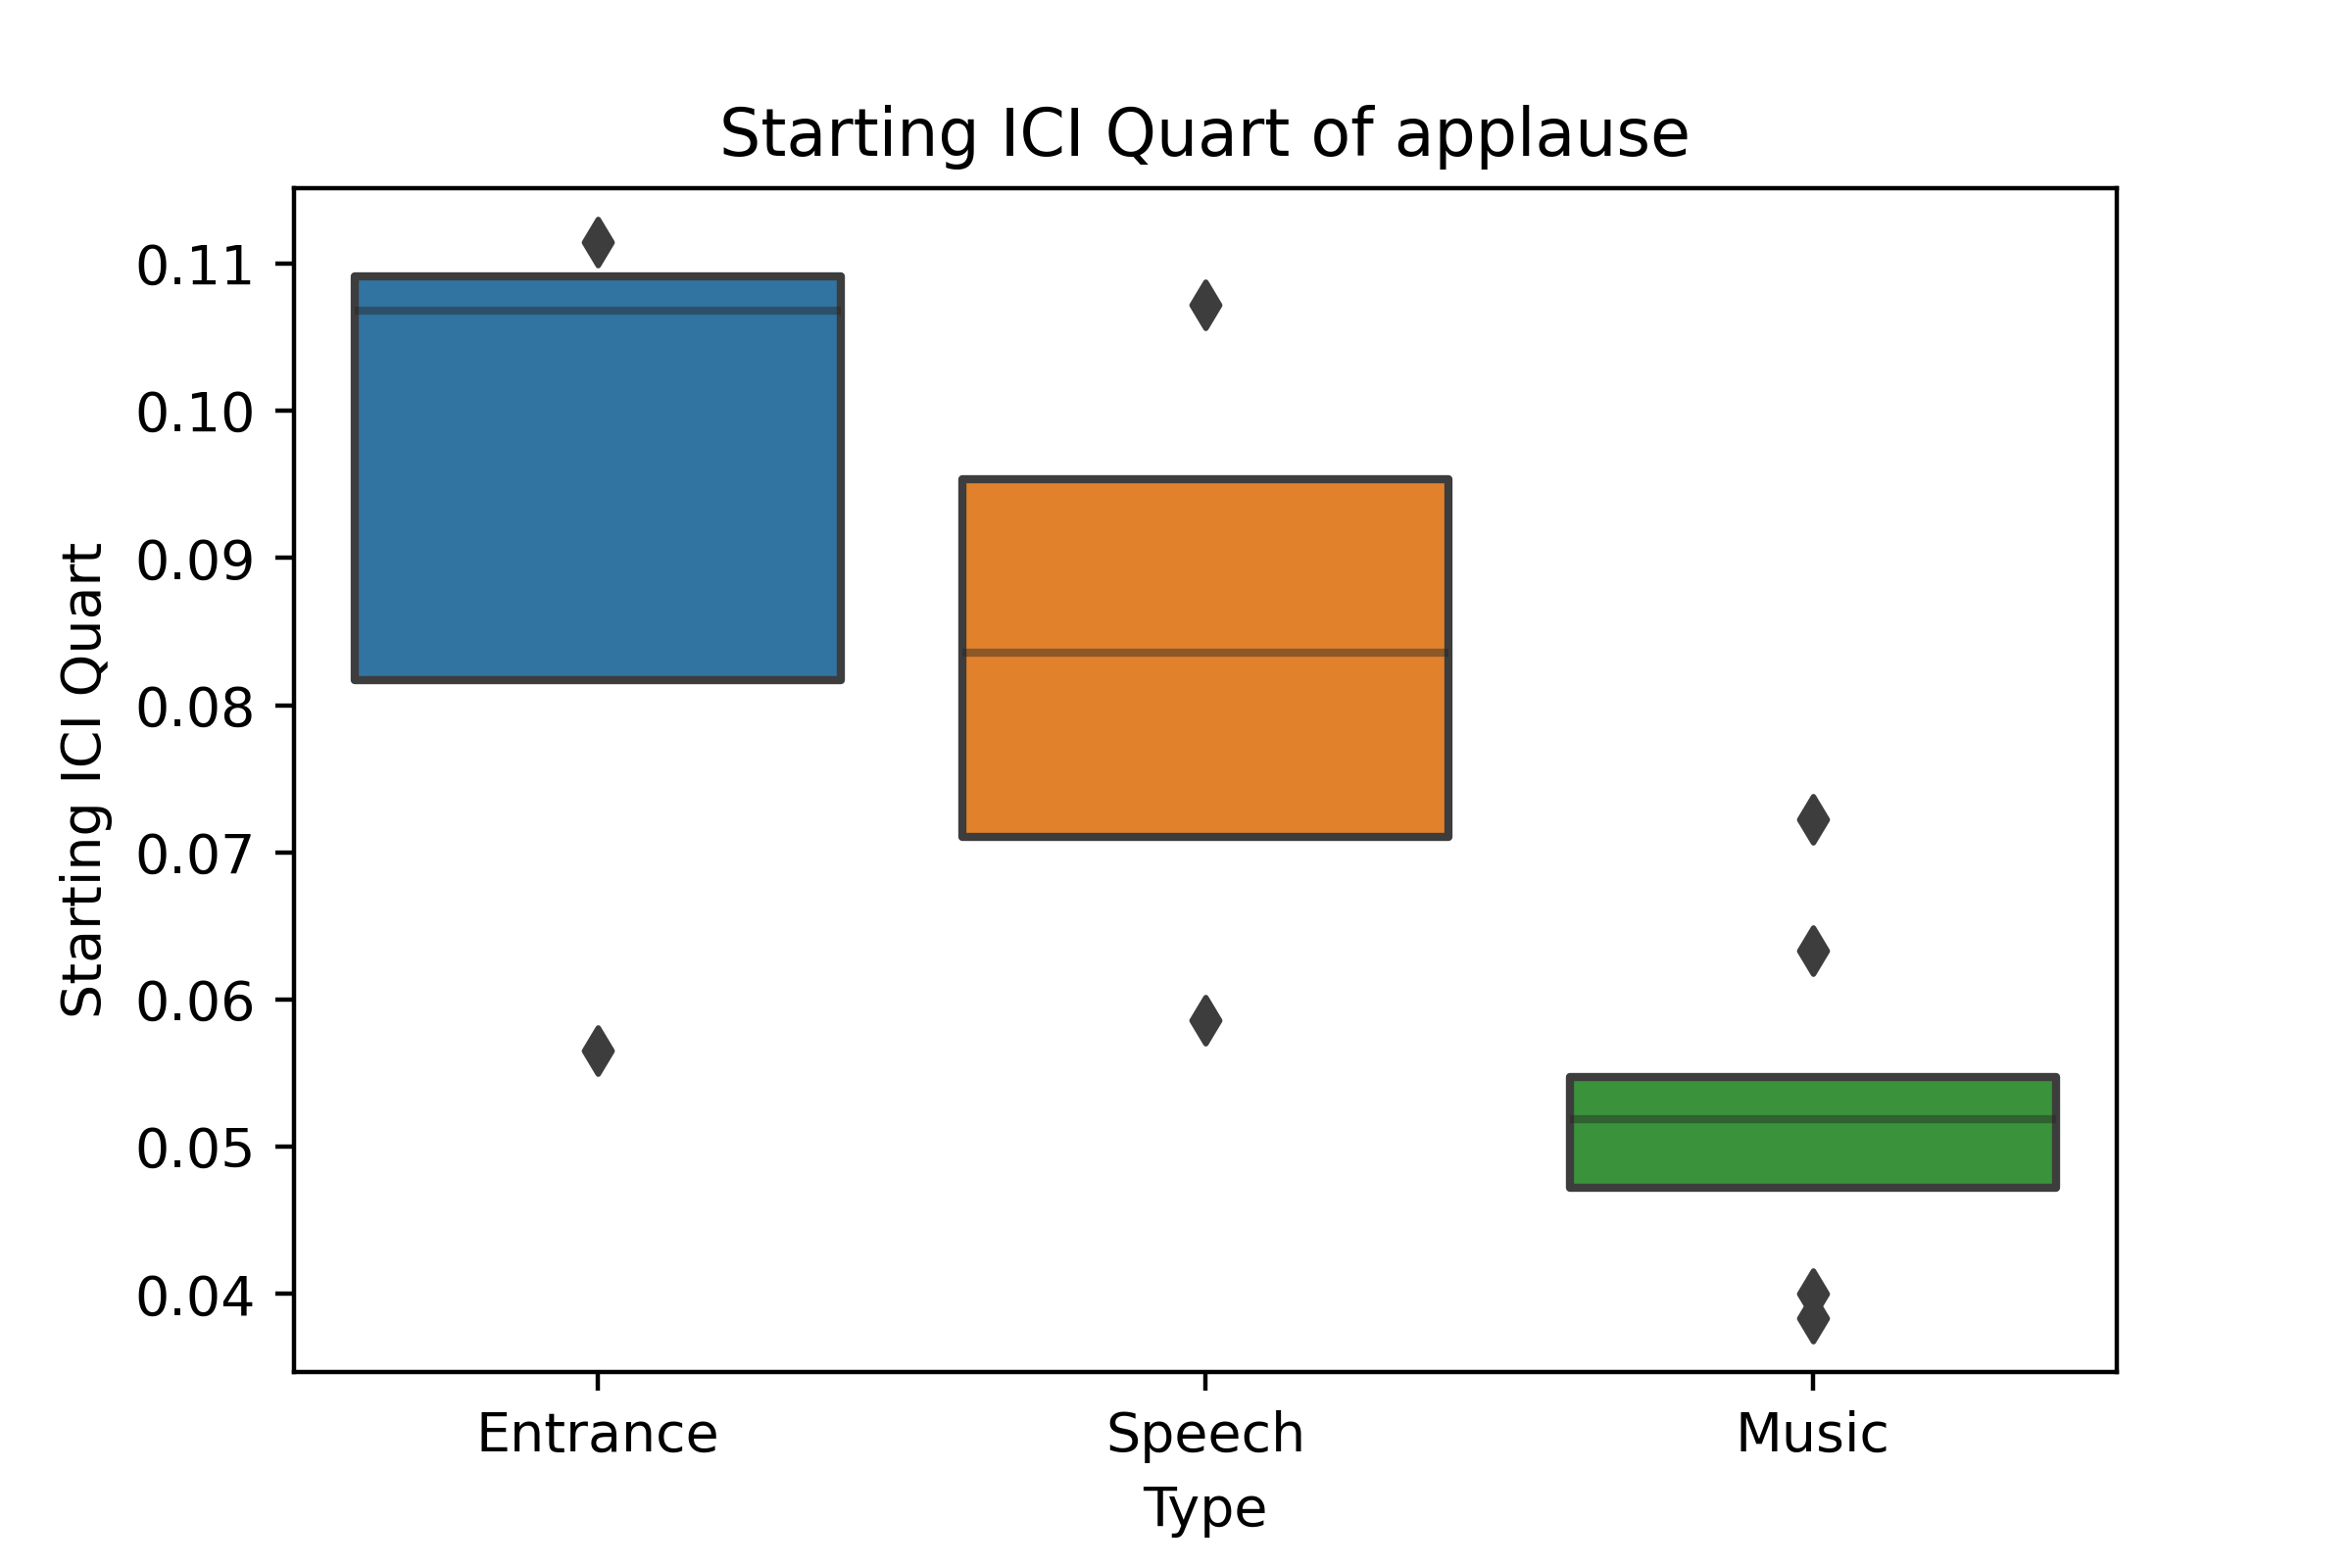 Starting ICI Quart of applause
Starting ICI Quart
0.11
0.10
0.09
0.08
0.07
0.06
0.05
0.04
Entrance Speech Music
Type